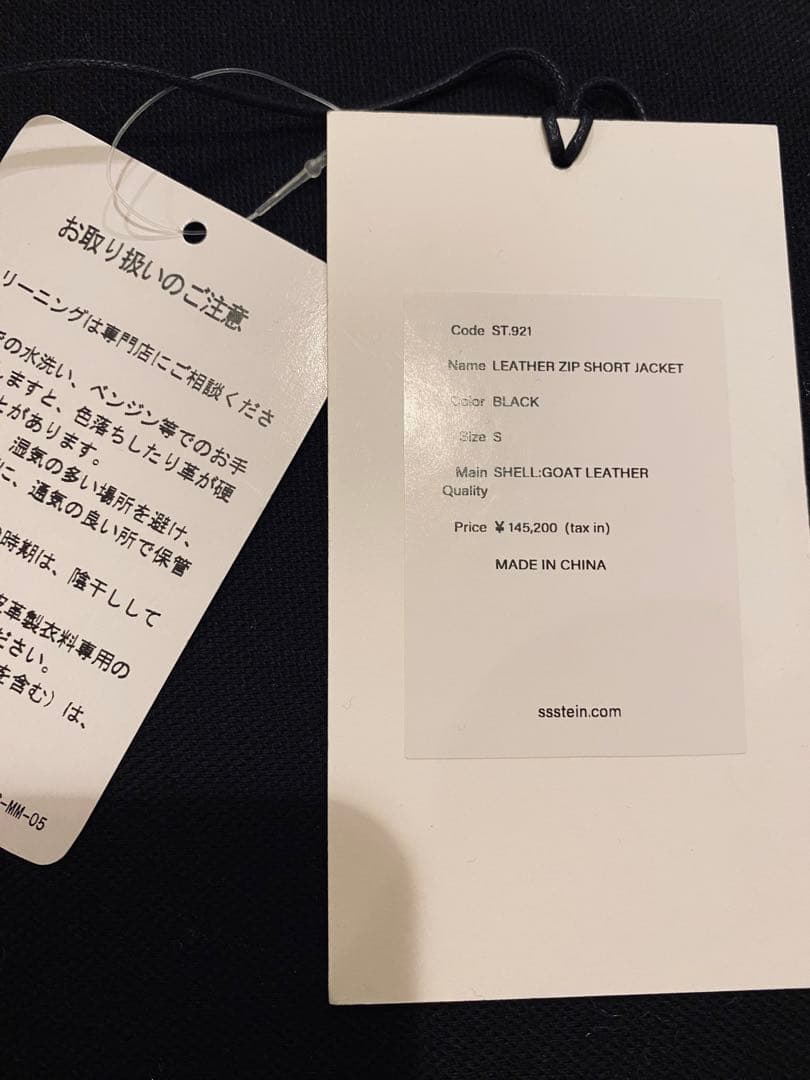 お取り扱いのご注意
リーニングは専門店にご相談くださ
での水洗い、ベンジン等でのお手
しますと、色落ちしたり革が硬
とがあります。
湿気の多い場所を避け、
に、通気の良い所で保管
時期は、陰干しして
皮革製衣料専用の
ださい。
を含む)は、
-MM-05
Code ST.921
Name LEATHER ZIP SHORT JACKET
Color BLACK
Size S
Main SHELL:GOAT LEATHER
Quality
Price ¥ 145,200 (tax in)
MADE IN CHINA
ssstein.com